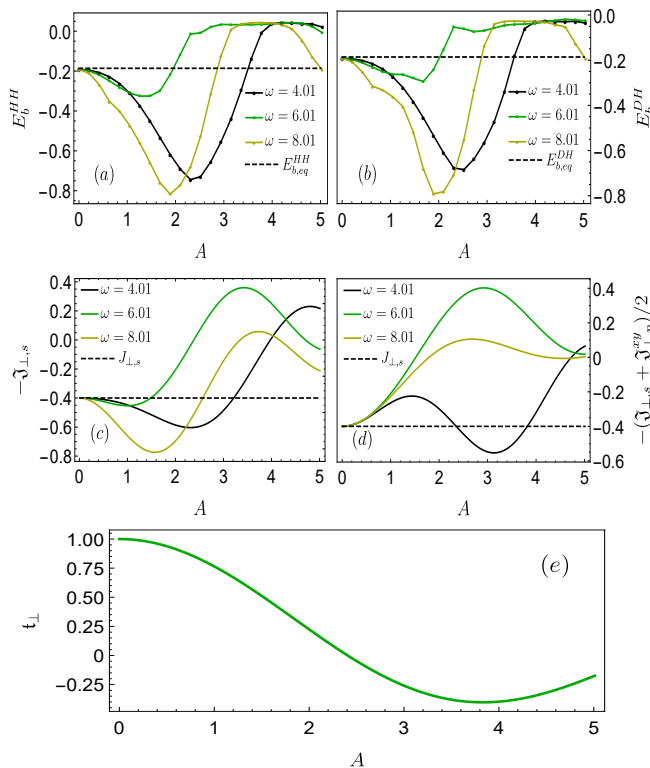 0.0
−0.2
−0.4
−0.6
−0.8
E_b^{HH}
ω = 4.01
ω = 6.01
ω = 8.01
E_{b,eq}^{HH}
(a)
0 1 2 3 4 5
A
0.0
−0.2
−0.4
−0.6
−0.8
E_b^{DH}
ω = 4.01
ω = 6.01
ω = 8.01
E_{b,eq}^{DH}
(b)
0 1 2 3 4 5
A
0.4
0.2
0.0
−0.2
−0.4
−0.6
−0.8
−𝔍_{⊥,s}
ω = 4.01
ω = 6.01
ω = 8.01
J_{⊥,s}
(c)
0 1 2 3 4 5
A
0.4
0.2
0
−0.2
−0.4
−0.6
−(𝔍_{⊥,s} + 𝔍_{⊥,p}^{xy})/2
ω = 4.01
ω = 6.01
ω = 8.01
J_{⊥,s}
(d)
0 1 2 3 4 5
A
1.00
0.75
0.50
0.25
0
−0.25
𝔱_⊥
(e)
0 1 2 3 4 5
A